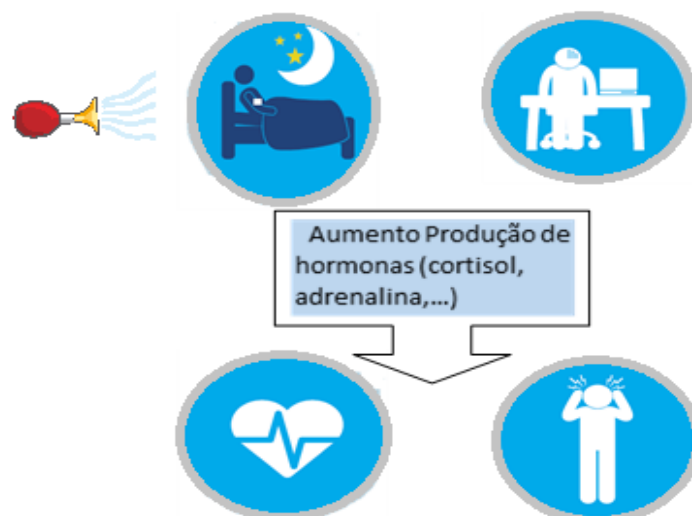 Aumento Produção de
hormonas (cortisol,
adrenalina,...)